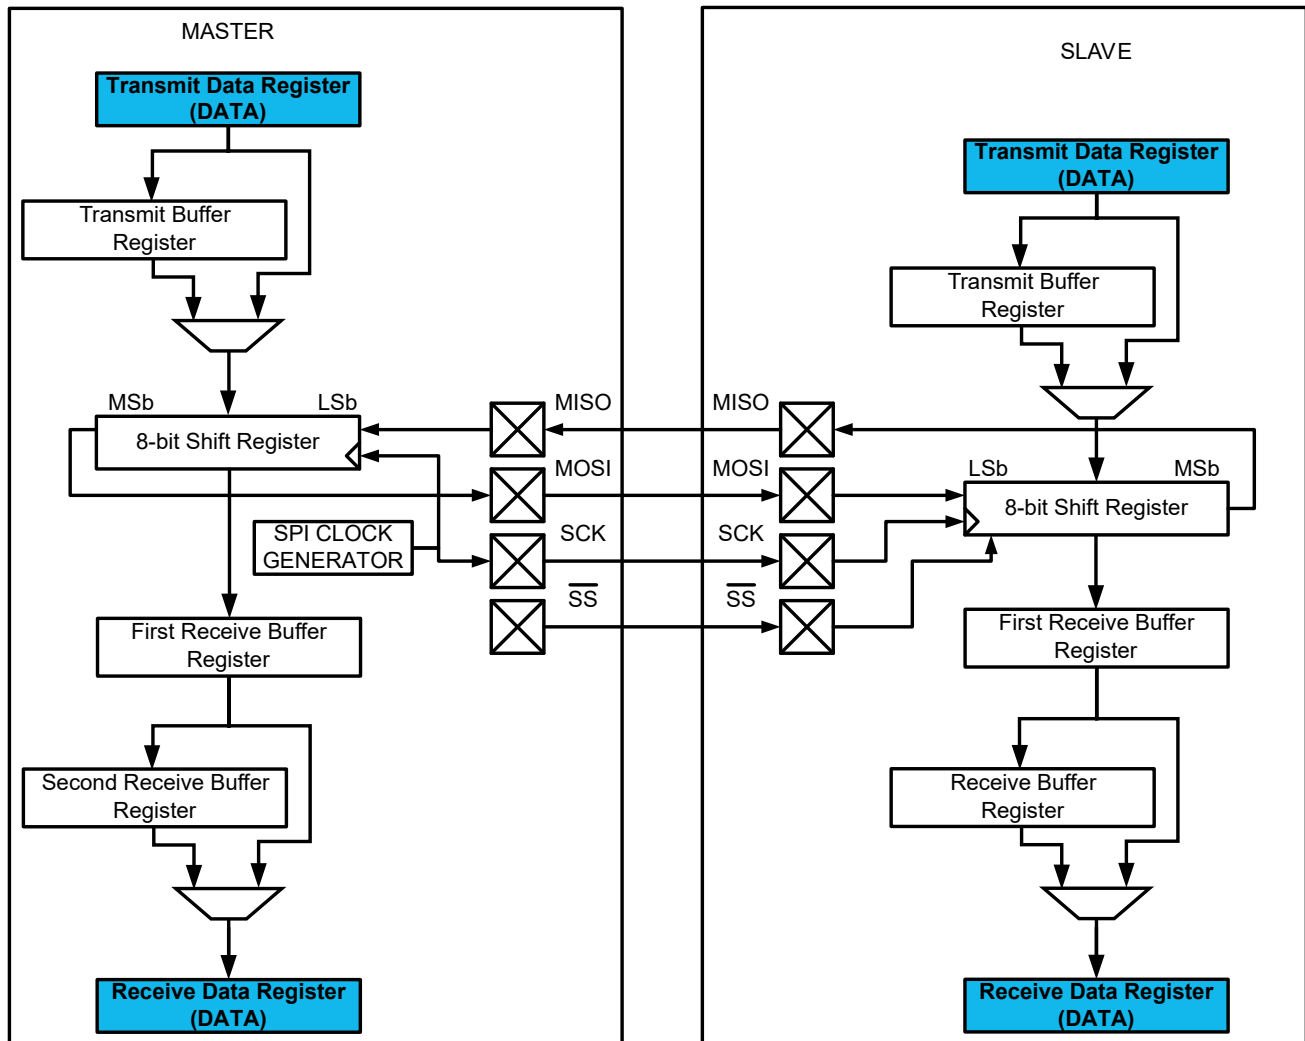 MASTER
Transmit Data Register
(DATA)
Transmit Buffer
Register
MSb
LSb
8-bit Shift Register
SPI CLOCK
GENERATOR
First Receive Buffer
Register
Second Receive Buffer
Register
Receive Data Register
(DATA)
MISO
MOSI
SCK
SS
SLAVE
MISO
MOSI
SCK
SS
Transmit Data Register
(DATA)
Transmit Buffer
Register
LSb
MSb
8-bit Shift Register
First Receive Buffer
Register
Receive Buffer
Register
Receive Data Register
(DATA)